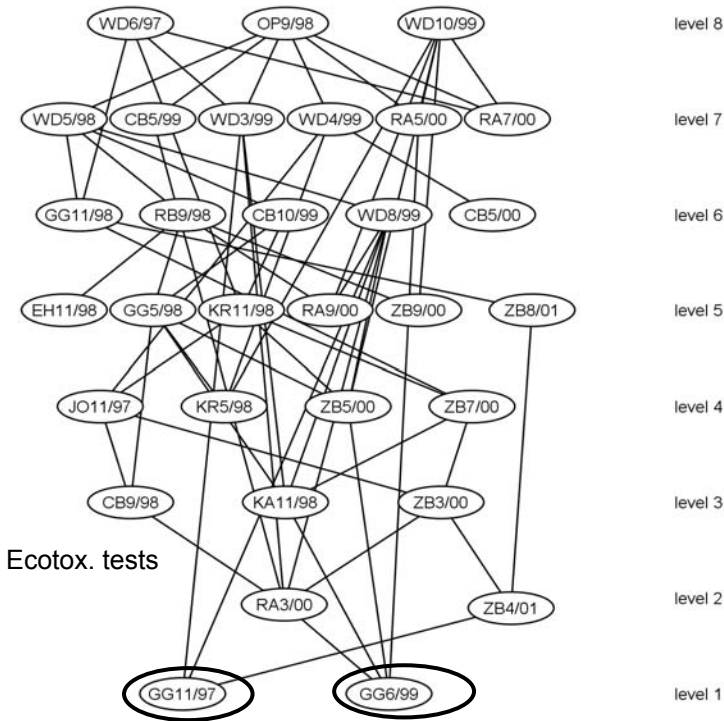 WD6/97 OP9/98 WD10/99 level 8
WD5/98 CB5/99 WD3/99 WD4/99 RA5/00 RA7/00 level 7
GG11/98 RB9/98 CB10/99 WD8/99 CB5/00 level 6
EH11/98 GG5/98 KR11/98 RA9/00 ZB9/00 ZB8/01 level 5
JO11/97 KR5/98 ZB5/00 ZB7/00 level 4
CB9/98 KA11/98 ZB3/00 level 3
Ecotox. tests
RA3/00 ZB4/01 level 2
GG11/97 GG6/99 level 1